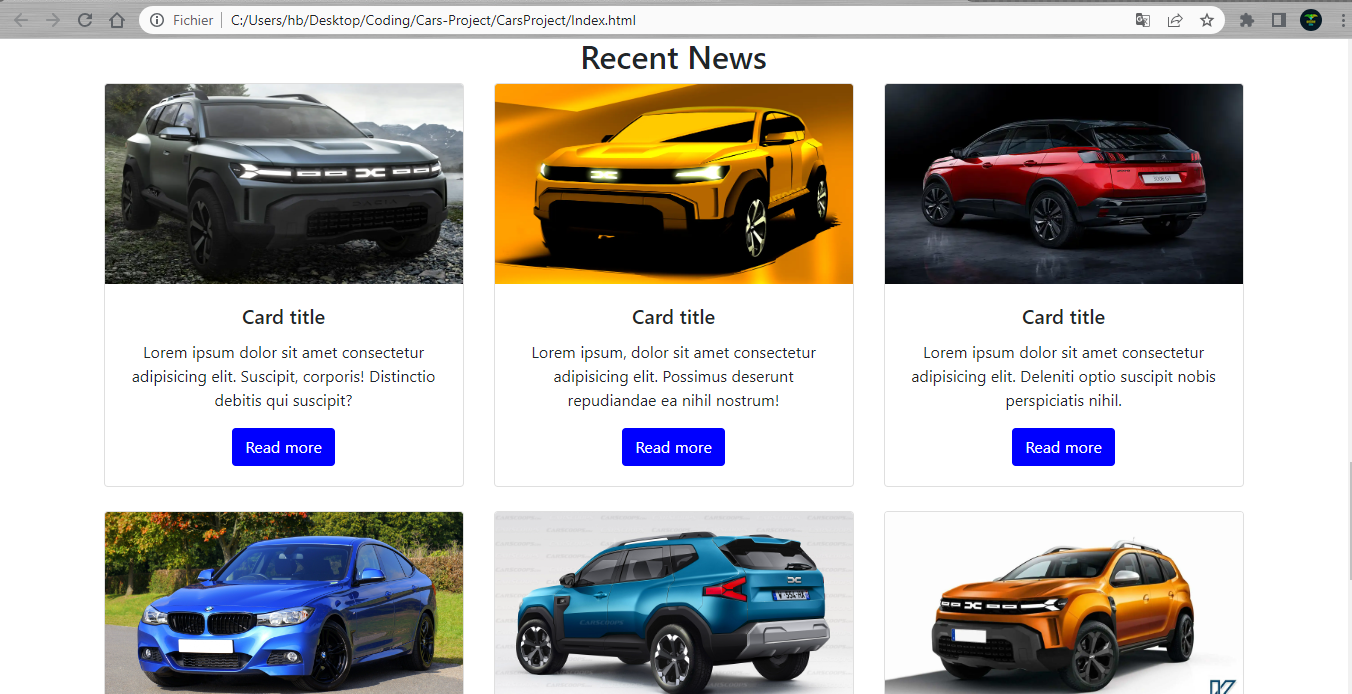 Fichier C:/Users/hb/Desktop/Coding/Cars-Project/CarsProject/Index.html
Recent News
DACIA
Card title
Lorem ipsum dolor sit amet consectetur
adipisicing elit. Suscipit, corporis! Distinctio
debitis qui suscipit?
Read more
Card title
Lorem ipsum, dolor sit amet consectetur
adipisicing elit. Possimus deserunt
repudiandae ea nihil nostrum!
Read more
Card title
Lorem ipsum dolor sit amet consectetur
adipisicing elit. Deleniti optio suscipit nobis
perspiciatis nihil.
Read more
CARSCOOPS